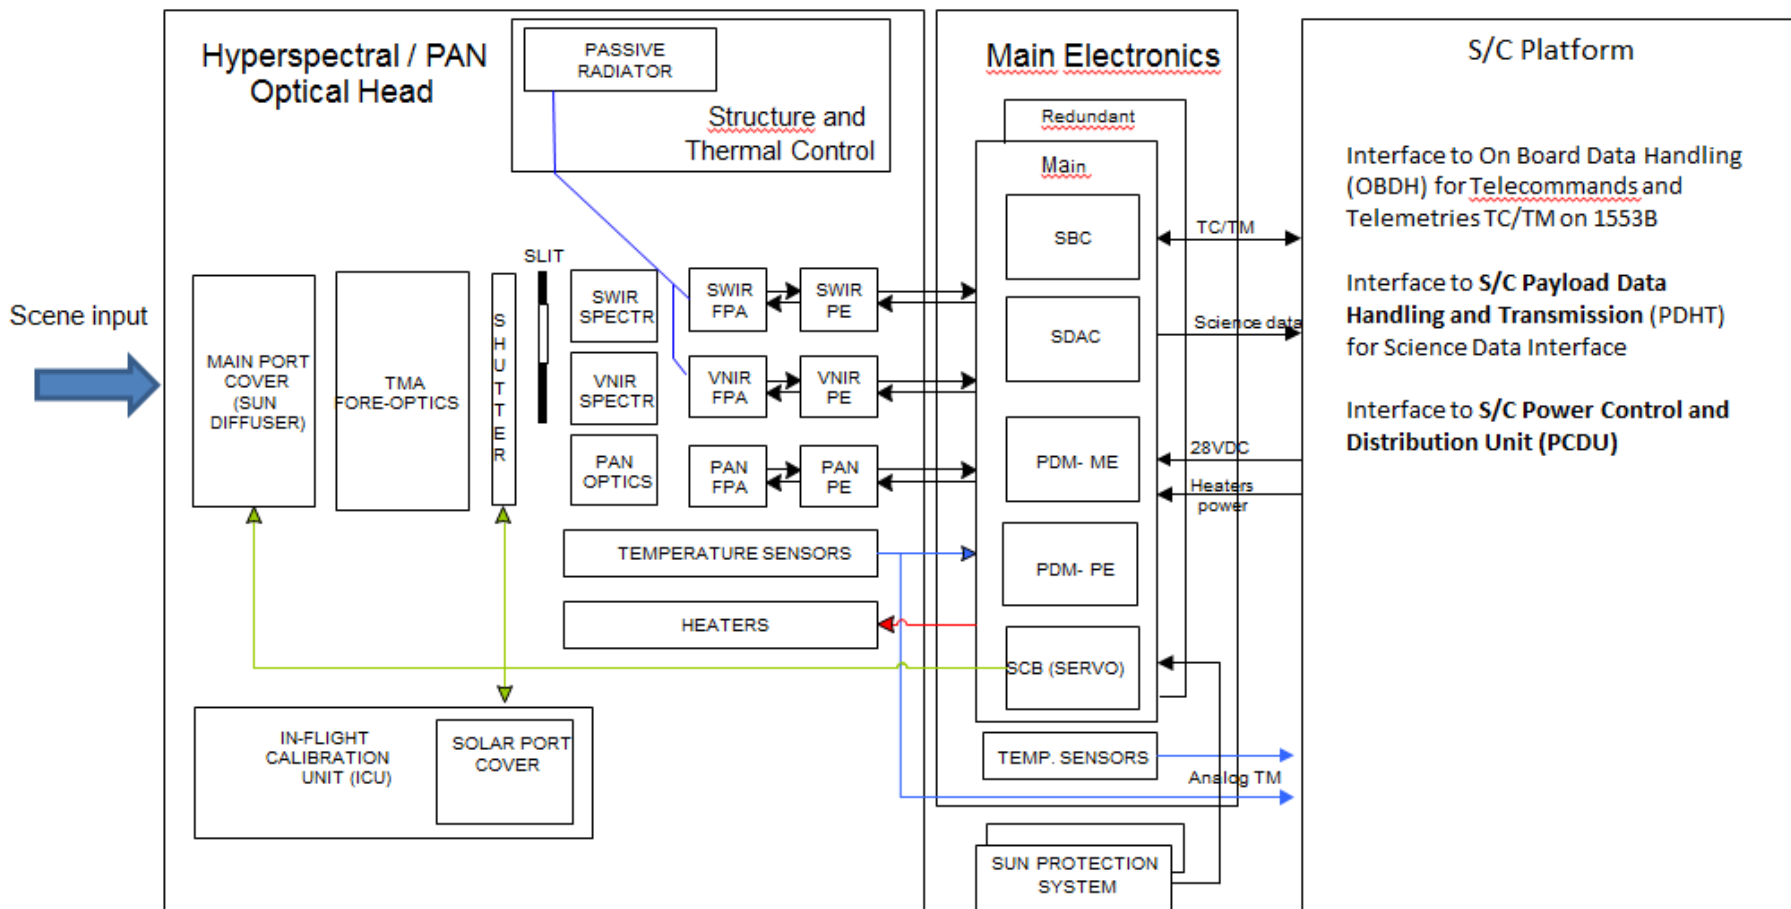 Hyperspectral / PAN
Optical Head
PASSIVE
RADIATOR
Structure and
Thermal Control
Main Electronics
Redundant
Main
S/C Platform
Interface to On Board Data Handling
(OBDH) for Telecommands and
Telemetries TC/TM on 1553B
Interface to S/C Payload Data
Handling and Transmission (PDHT)
for Science Data Interface
Interface to S/C Power Control and
Distribution Unit (PCDU)
Scene input
MAIN PORT
COVER
(SUN
DIFFUSER)
TMA
FORE-OPTICS
SHUTTER
SLIT
SWIR
SPECTR
VNIR
SPECTR
PAN
OPTICS
SWIR
FPA
SWIR
PE
VNIR
FPA
VNIR
PE
PAN
FPA
PAN
PE
SBC
SDAC
PDM- ME
PDM- PE
SCB (SERVO)
TC/TM
Science data
28VDC
Heaters
power
TEMPERATURE SENSORS
HEATERS
IN-FLIGHT
CALIBRATION
UNIT (ICU)
SOLAR PORT
COVER
TEMP. SENSORS
Analog TM
SUN PROTECTION
SYSTEM